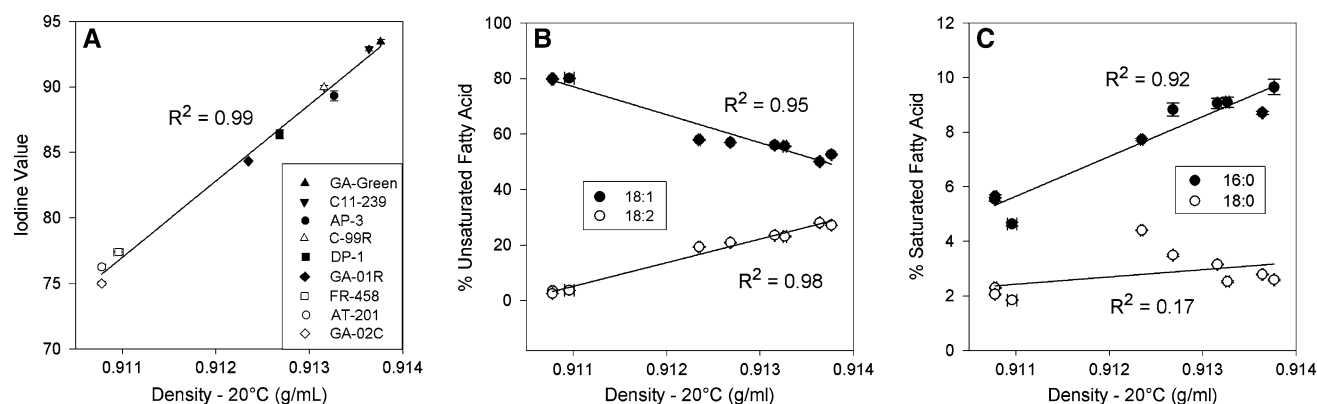 A
Iodine Value
95
90
85
80
75
70
R² = 0.99
GA-Green
C11-239
AP-3
C-99R
DP-1
GA-01R
FR-458
AT-201
GA-02C
0.911
0.912
0.913
0.914
Density - 20°C (g/mL)
B
% Unsaturated Fatty Acid
100
80
60
40
20
0
R² = 0.95
18:1
18:2
R² = 0.98
0.911
0.912
0.913
0.914
Density - 20°C (g/ml)
C
% Saturated Fatty Acid
12
10
8
6
4
2
0
R² = 0.92
16:0
18:0
R² = 0.17
0.911
0.912
0.913
0.914
Density - 20°C (g/ml)